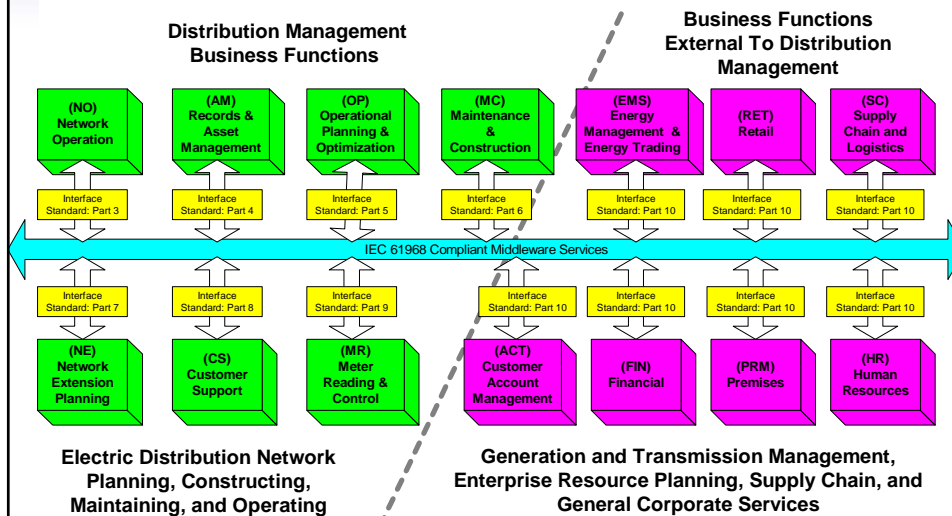 Distribution Management
Business Functions
Business Functions
External To Distribution
Management
(NO)
Network
Operation
(AM)
Records &
Asset
Management
(OP)
Operational
Planning &
Optimization
(MC)
Maintenance
&
Construction
(EMS)
Energy
Management &
Energy Trading
(RET)
Retail
(SC)
Supply
Chain and
Logistics
Interface
Standard: Part 3
Interface
Standard: Part 4
Interface
Standard: Part 5
Interface
Standard: Part 6
Interface
Standard: Part 10
Interface
Standard: Part 10
Interface
Standard: Part 10
IEC 61968 Compliant Middleware Services
Interface
Standard: Part 7
Interface
Standard: Part 8
Interface
Standard: Part 9
Interface
Standard: Part 10
Interface
Standard: Part 10
Interface
Standard: Part 10
Interface
Standard: Part 10
(NE)
Network
Extension
Planning
(CS)
Customer
Support
(MR)
Meter
Reading &
Control
(ACT)
Customer
Account
Management
(FIN)
Financial
(PRM)
Premises
(HR)
Human
Resources
Electric Distribution Network
Planning, Constructing,
Maintaining, and Operating
Generation and Transmission Management,
Enterprise Resource Planning, Supply Chain, and
General Corporate Services